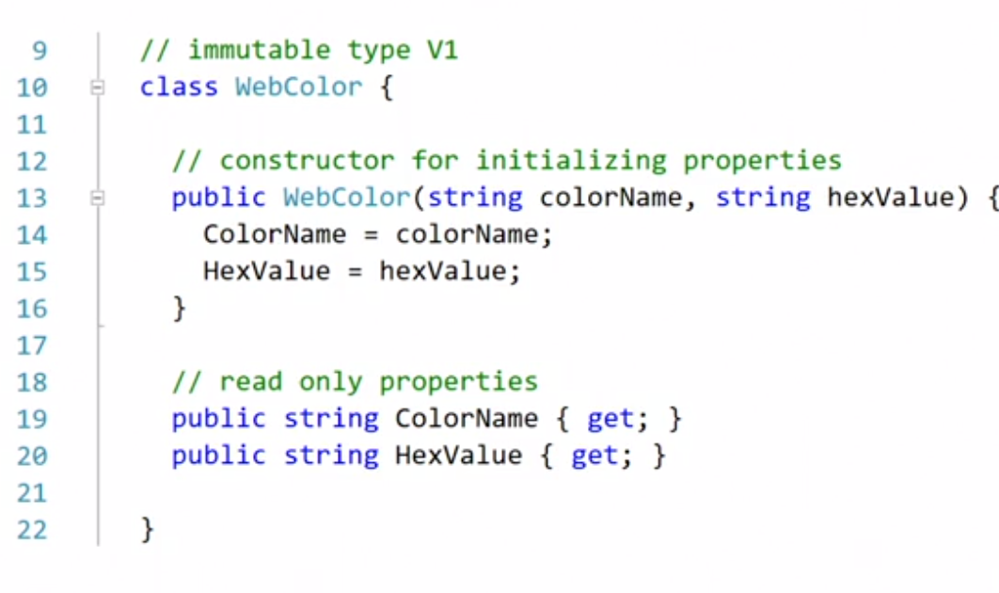 9 // immutable type V1
10 class WebColor {
11
12 // constructor for initializing properties
13 public WebColor(string colorName, string hexValue) {
14 ColorName = colorName;
15 HexValue = hexValue;
16 }
17
18 // read only properties
19 public string ColorName { get; }
20 public string HexValue { get; }
21
22 }